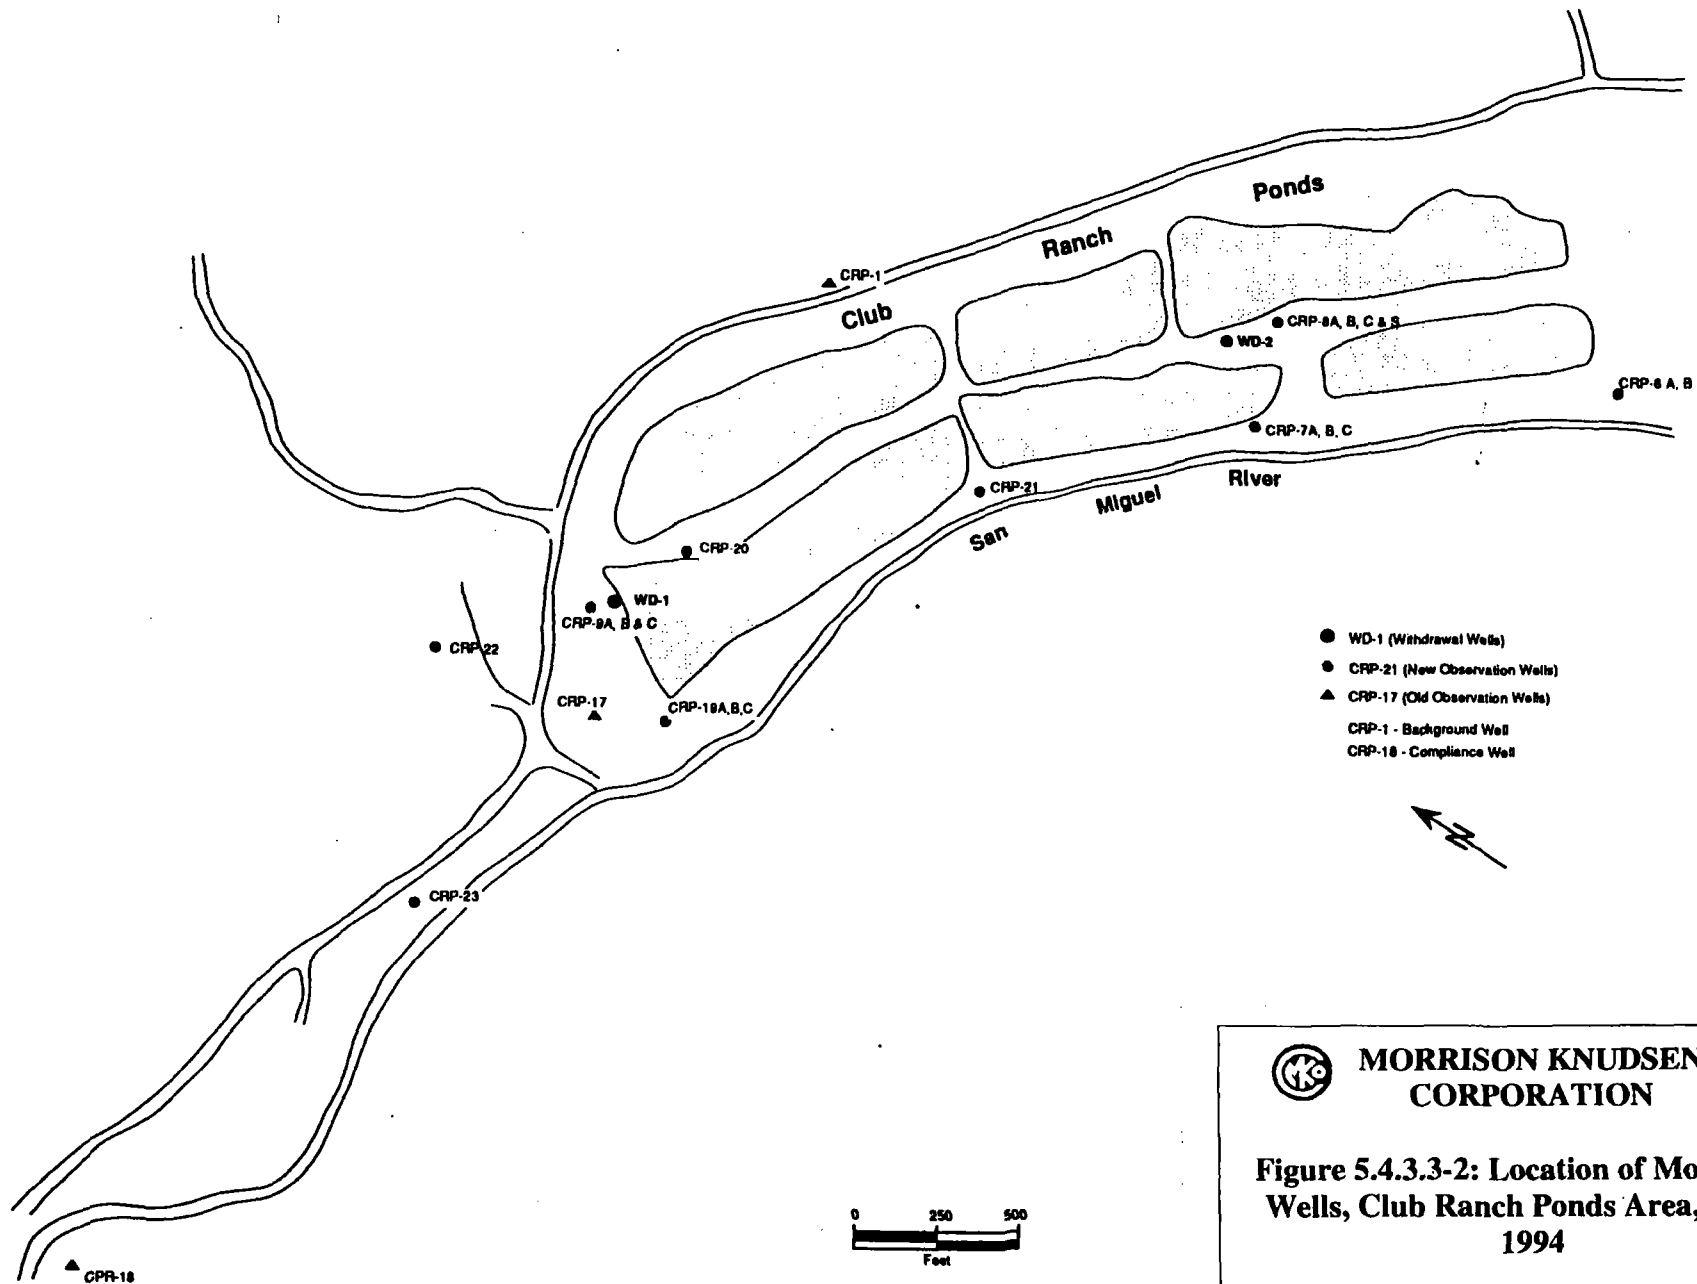 Ponds
Ranch
Club
CRP-1
CRP-8A, B, C & S
WD-2
CRP-6 A, B
CRP-7A, B, C
CRP-21
San Miguel River
CRP-20
WD-1
CRP-9A, B & C
CRP-22
CRP-17
CRP-19A,B,C
CRP-23
CPR-18
WD-1 (Withdrawal Wells)
CRP-21 (New Observation Wells)
CRP-17 (Old Observation Wells)
CRP-1 - Background Well
CRP-18 - Compliance Well
N
0 250 500
Feet
MK
MORRISON KNUDSEN
CORPORATION
Figure 5.4.3.3-2: Location of Mo
Wells, Club Ranch Ponds Area,
1994